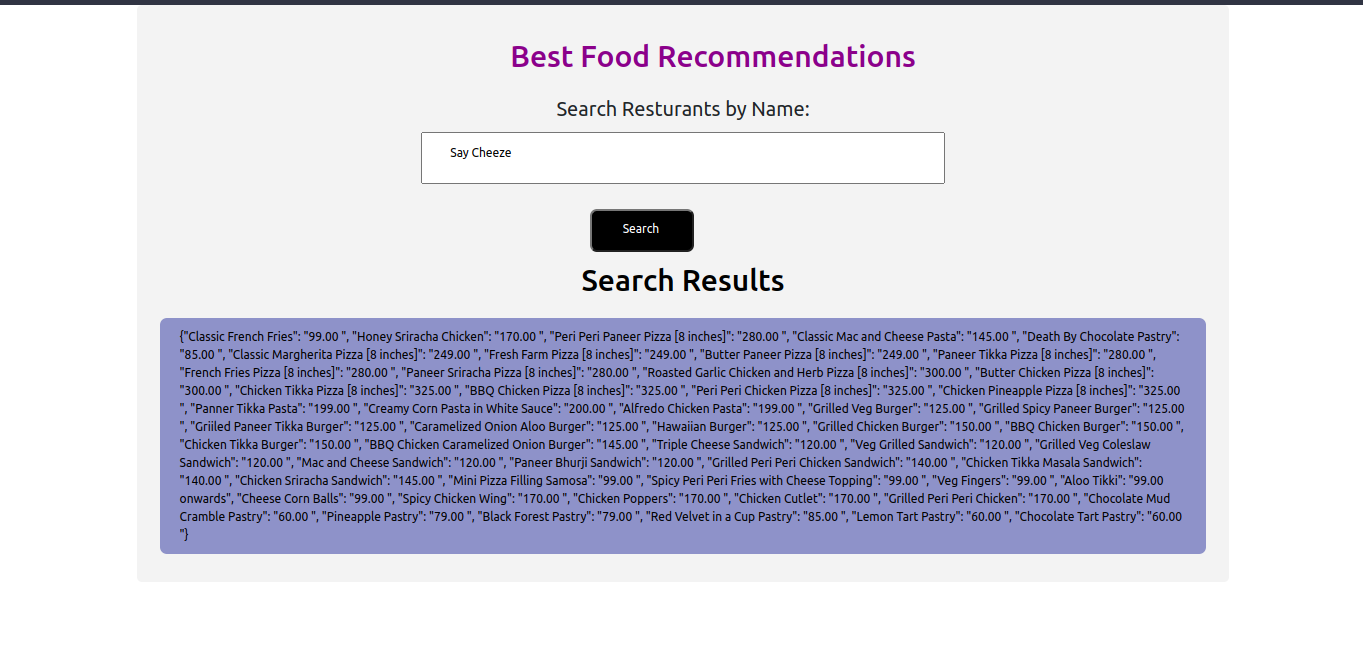 Best Food Recommendations
Search Resturants by Name:
Say Cheeze
Search
Search Results
{"Classic French Fries": "99.00 ", "Honey Sriracha Chicken": "170.00 ", "Peri Peri Paneer Pizza [8 inches]": "280.00 ", "Classic Mac and Cheese Pasta": "145.00 ", "Death By Chocolate Pastry":
"85.00 ", "Classic Margherita Pizza [8 inches]": "249.00 ", "Fresh Farm Pizza [8 inches]": "249.00 ", "Butter Paneer Pizza [8 inches]": "249.00 ", "Paneer Tikka Pizza [8 inches]": "280.00 ",
"French Fries Pizza [8 inches]": "280.00 ", "Paneer Sriracha Pizza [8 inches]": "280.00 ", "Roasted Garlic Chicken and Herb Pizza [8 inches]": "300.00 ", "Butter Chicken Pizza [8 inches]":
"300.00 ", "Chicken Tikka Pizza [8 inches]": "325.00 ", "BBQ Chicken Pizza [8 inches]": "325.00 ", "Peri Peri Chicken Pizza [8 inches]": "325.00 ", "Chicken Pineapple Pizza [8 inches]": "325.00
", "Panner Tikka Pasta": "199.00 ", "Creamy Corn Pasta in White Sauce": "200.00 ", "Alfredo Chicken Pasta": "199.00 ", "Grilled Veg Burger": "125.00 ", "Grilled Spicy Paneer Burger": "125.00
", "Griiled Paneer Tikka Burger": "125.00 ", "Caramelized Onion Aloo Burger": "125.00 ", "Hawaiian Burger": "125.00 ", "Grilled Chicken Burger": "150.00 ", "BBQ Chicken Burger": "150.00 ",
"Chicken Tikka Burger": "150.00 ", "BBQ Chicken Caramelized Onion Burger": "145.00 ", "Triple Cheese Sandwich": "120.00 ", "Veg Grilled Sandwich": "120.00 ", "Grilled Veg Coleslaw
Sandwich": "120.00 ", "Mac and Cheese Sandwich": "120.00 ", "Paneer Bhurji Sandwich": "120.00 ", "Grilled Peri Peri Chicken Sandwich": "140.00 ", "Chicken Tikka Masala Sandwich":
"140.00 ", "Chicken Sriracha Sandwich": "145.00 ", "Mini Pizza Filling Samosa": "99.00 ", "Spicy Peri Peri Fries with Cheese Topping": "99.00 ", "Veg Fingers": "99.00 ", "Aloo Tikki": "99.00
onwards", "Cheese Corn Balls": "99.00 ", "Spicy Chicken Wing": "170.00 ", "Chicken Poppers": "170.00 ", "Chicken Cutlet": "170.00 ", "Grilled Peri Peri Chicken": "170.00 ", "Chocolate Mud
Cramble Pastry": "60.00 ", "Pineapple Pastry": "79.00 ", "Black Forest Pastry": "79.00 ", "Red Velvet in a Cup Pastry": "85.00 ", "Lemon Tart Pastry": "60.00 ", "Chocolate Tart Pastry": "60.00
"}